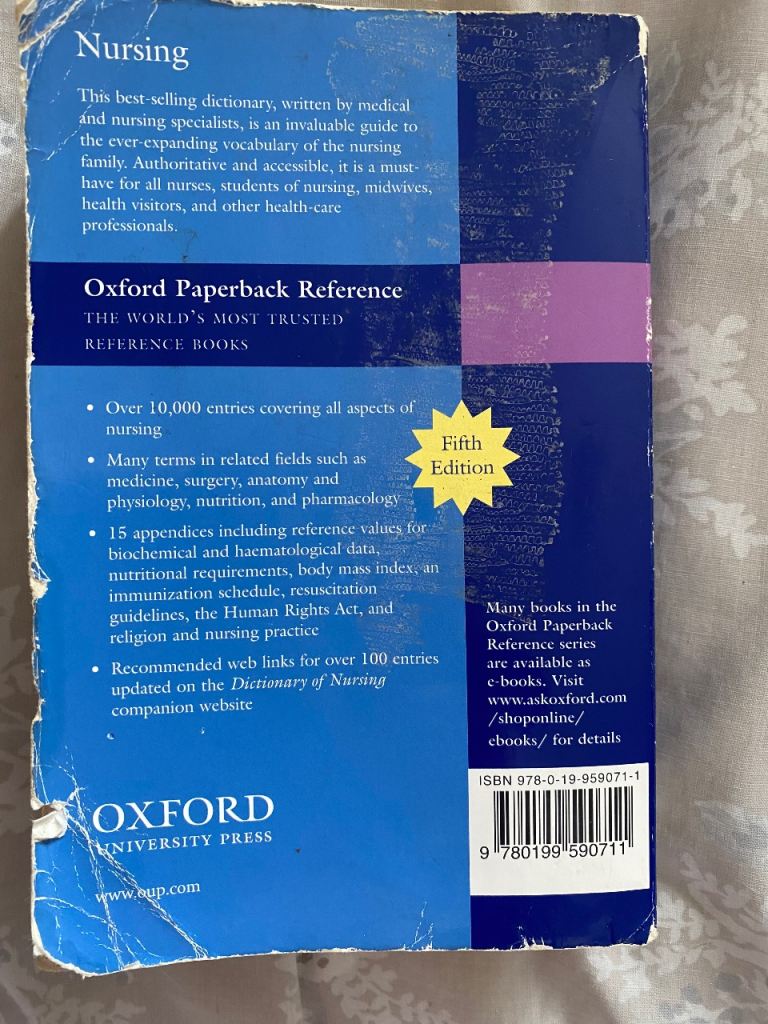 Nursing
This best-selling dictionary, written by medical
and nursing specialists, is an invaluable guide to
the ever-expanding vocabulary of the nursing
family. Authoritative and accessible, it is a must-
have for all nurses, students of nursing, midwives,
health visitors, and other health-care
professionals.
Oxford Paperback Reference
THE WORLD'S MOST TRUSTED
REFERENCE BOOKS
• Over 10,000 entries covering all aspects of
nursing
• Many terms in related fields such as
medicine, surgery, anatomy and
physiology, nutrition, and pharmacology
• 15 appendices including reference values for
biochemical and haematological data,
nutritional requirements, body mass index, an
immunization schedule, resuscitation
guidelines, the Human Rights Act, and
religion and nursing practice
• Recommended web links for over 100 entries
updated on the Dictionary of Nursing
companion website
Fifth
Edition
Many books in the
Oxford Paperback
Reference series
are available as
e-books. Visit
www.askoxford.com
/shoponline/
ebooks/ for details
OXFORD
UNIVERSITY PRESS
www.oup.com
ISBN 978-0-19-959071-1
9 780199 590711